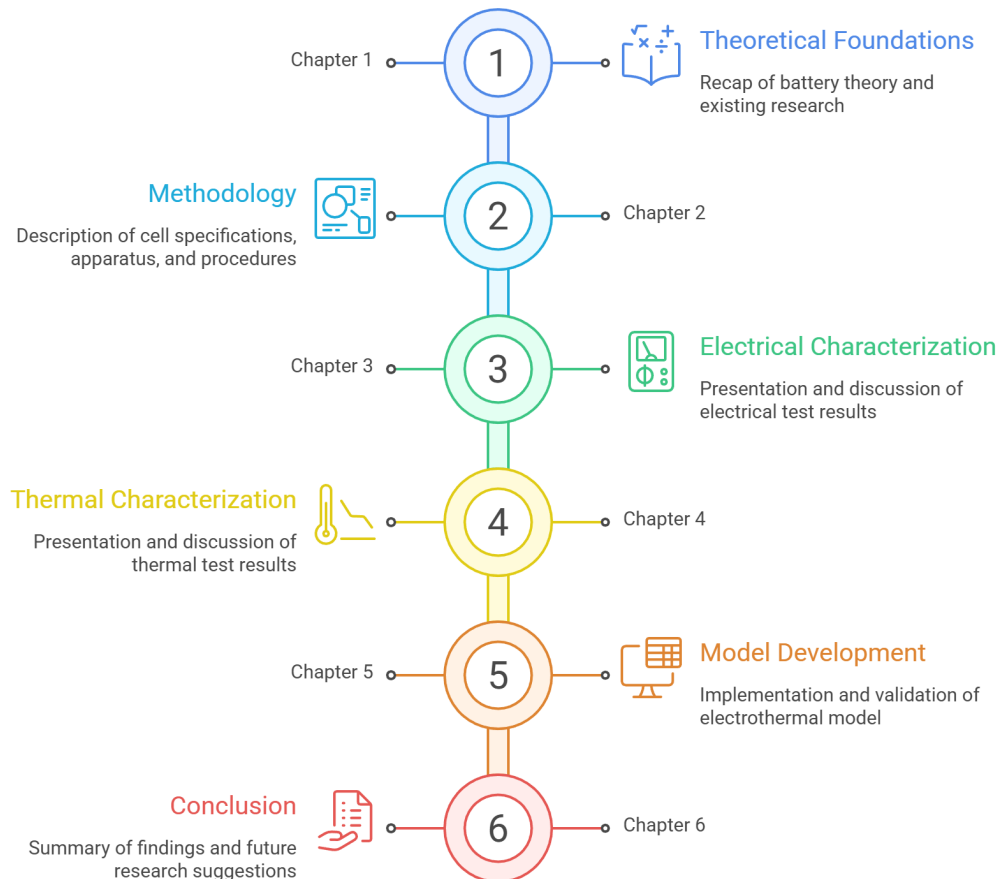 Chapter 1
1
Theoretical Foundations
Recap of battery theory and
existing research
Methodology
Description of cell specifications,
apparatus, and procedures
2
Chapter 2
Chapter 3
3
Electrical Characterization
Presentation and discussion of
electrical test results
Thermal Characterization
Presentation and discussion of
thermal test results
4
Chapter 4
Chapter 5
5
Model Development
Implementation and validation of
electrothermal model
Conclusion
Summary of findings and future
research suggestions
6
Chapter 6